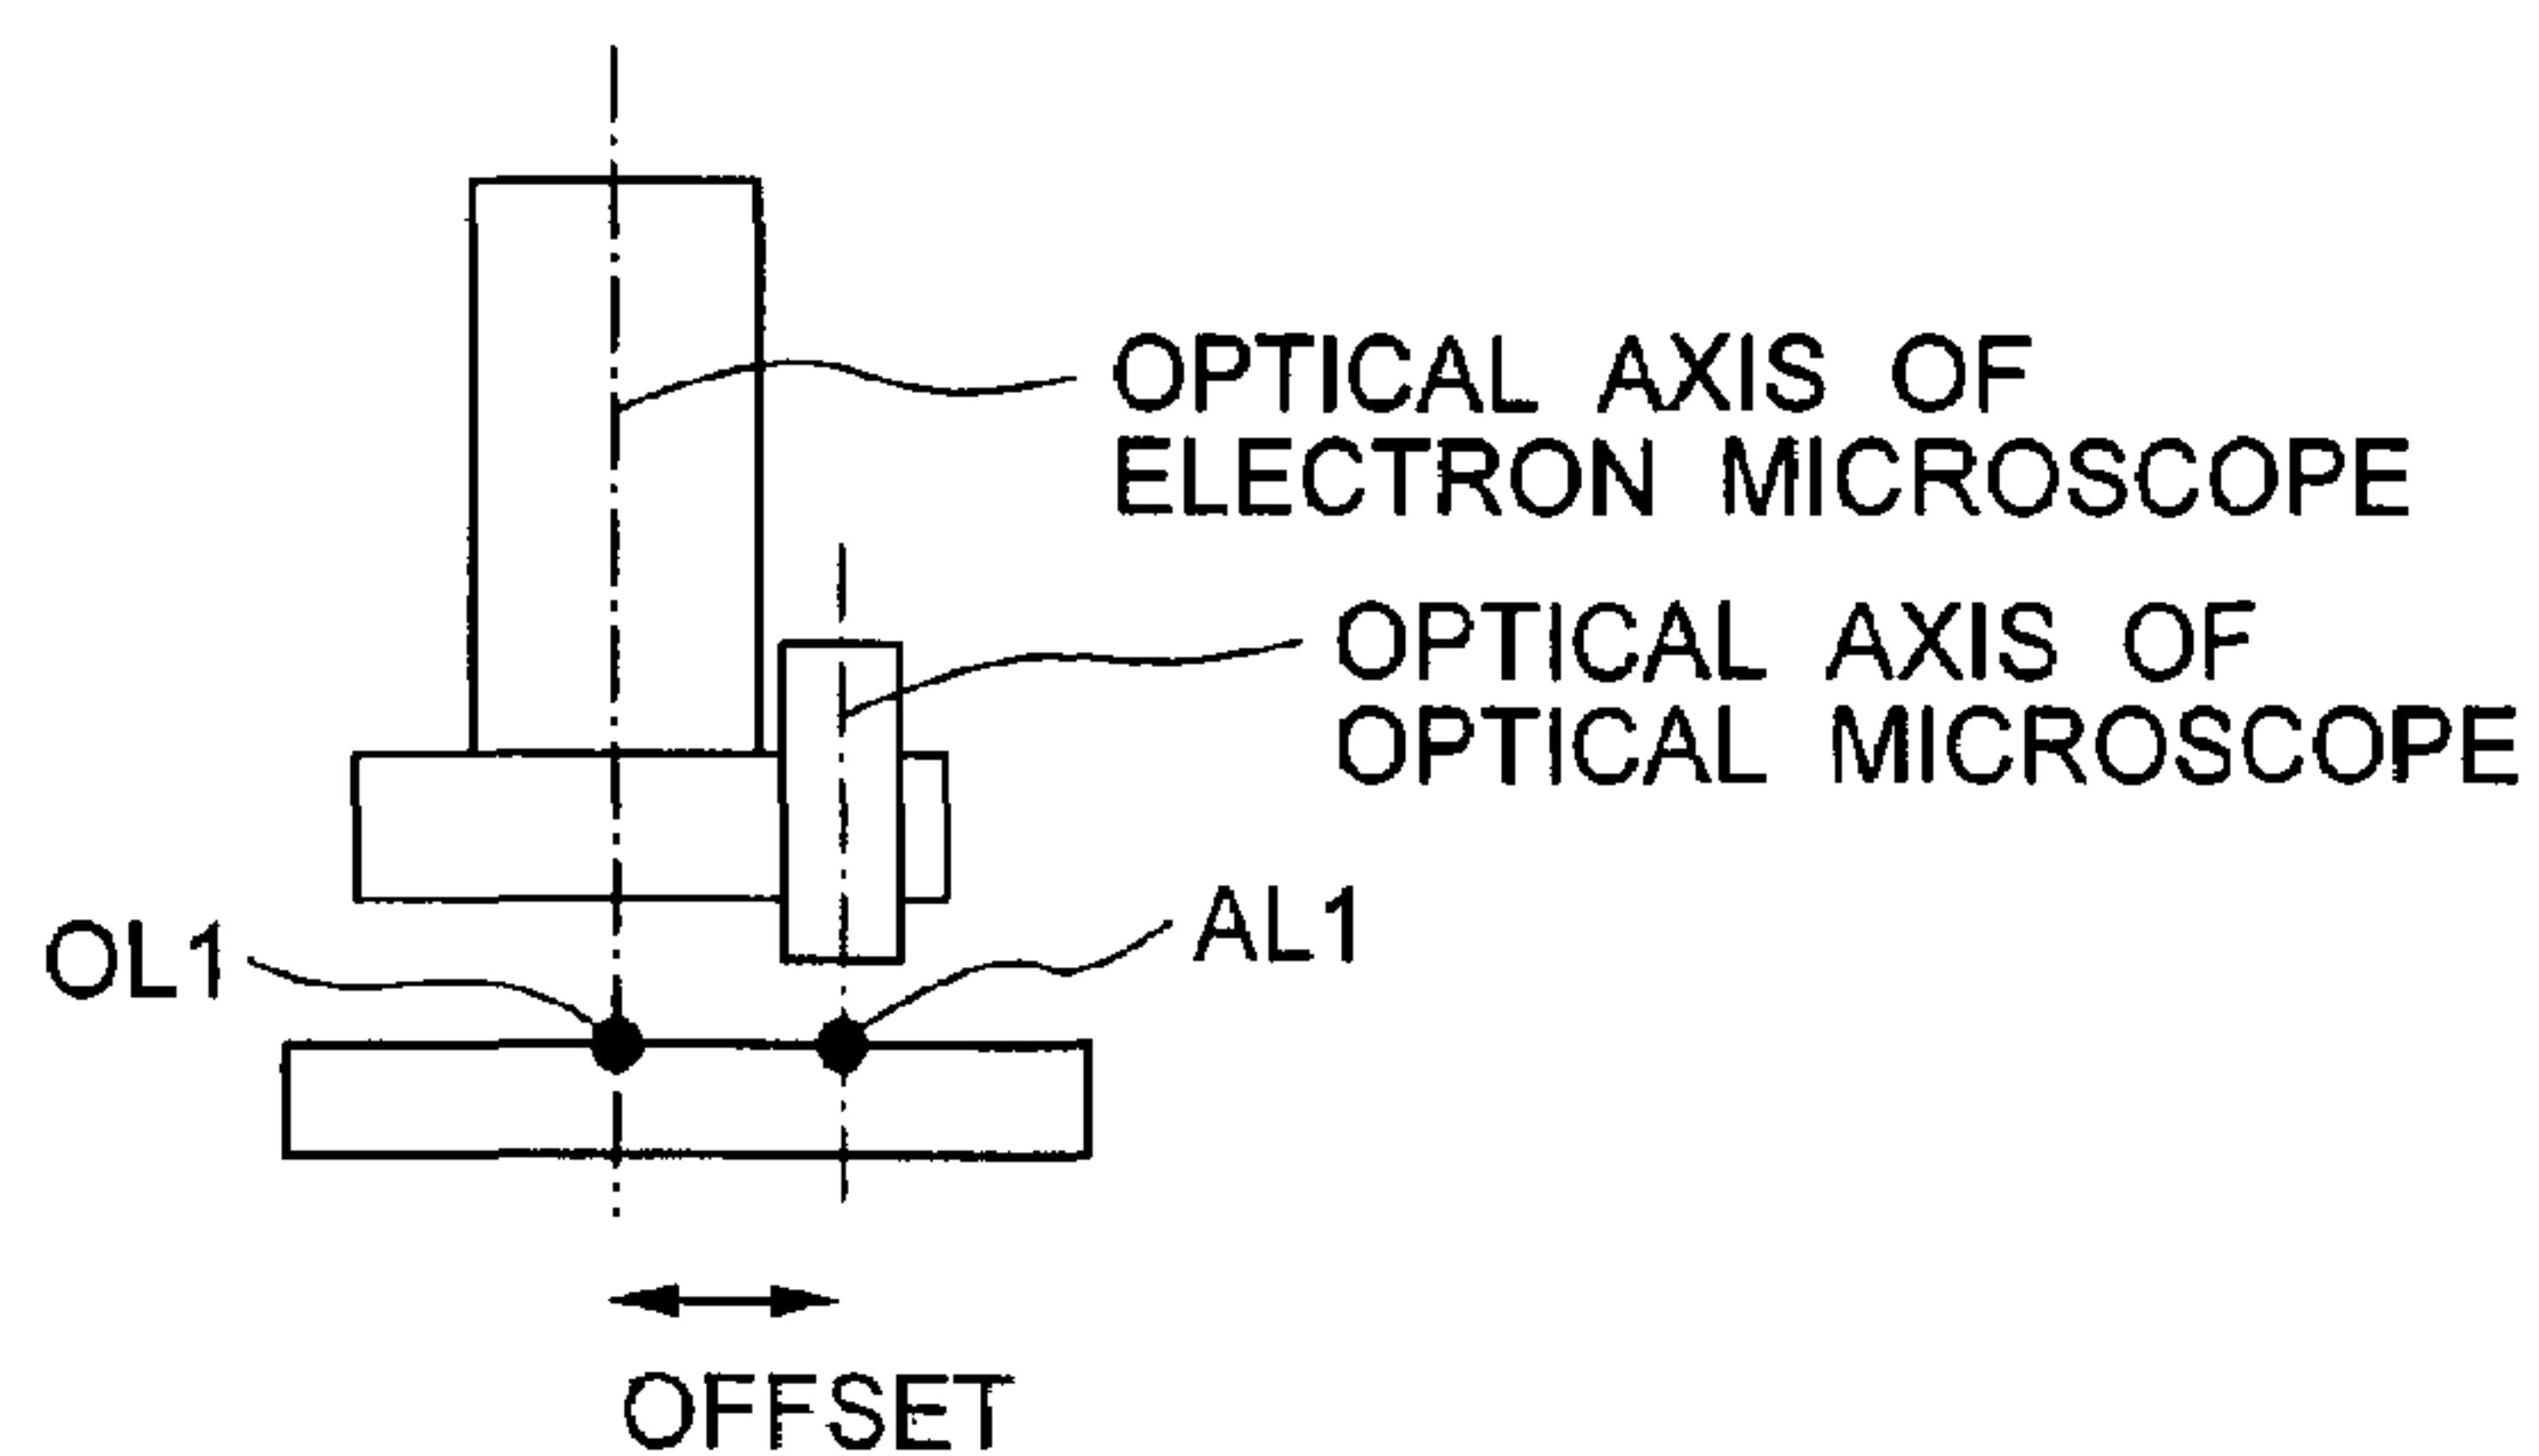 OPTICAL AXIS OF
ELECTRON MICROSCOPE
OPTICAL AXIS OF
OPTICAL MICROSCOPE
OL1
AL1
OFFSET